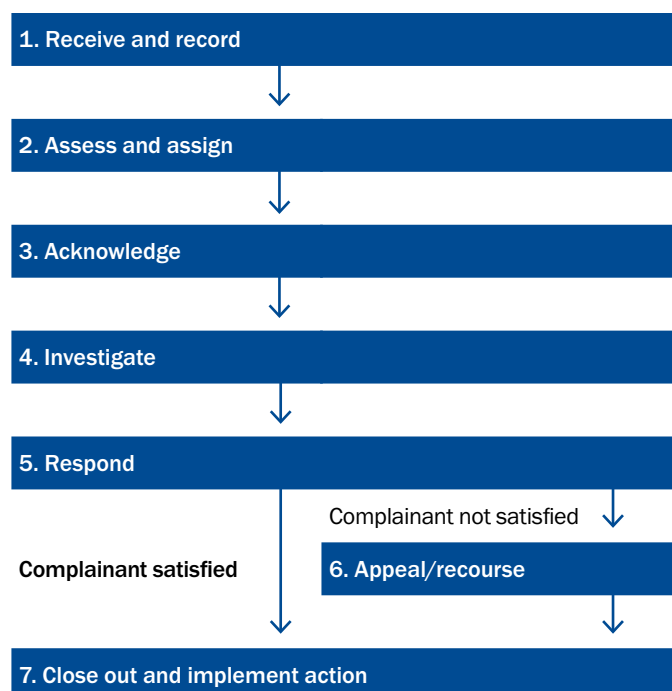 1. Receive and record
2. Assess and assign
3. Acknowledge
4. Investigate
5. Respond
Complainant not satisfied
Complainant satisfied
6. Appeal/recourse
7. Close out and implement action